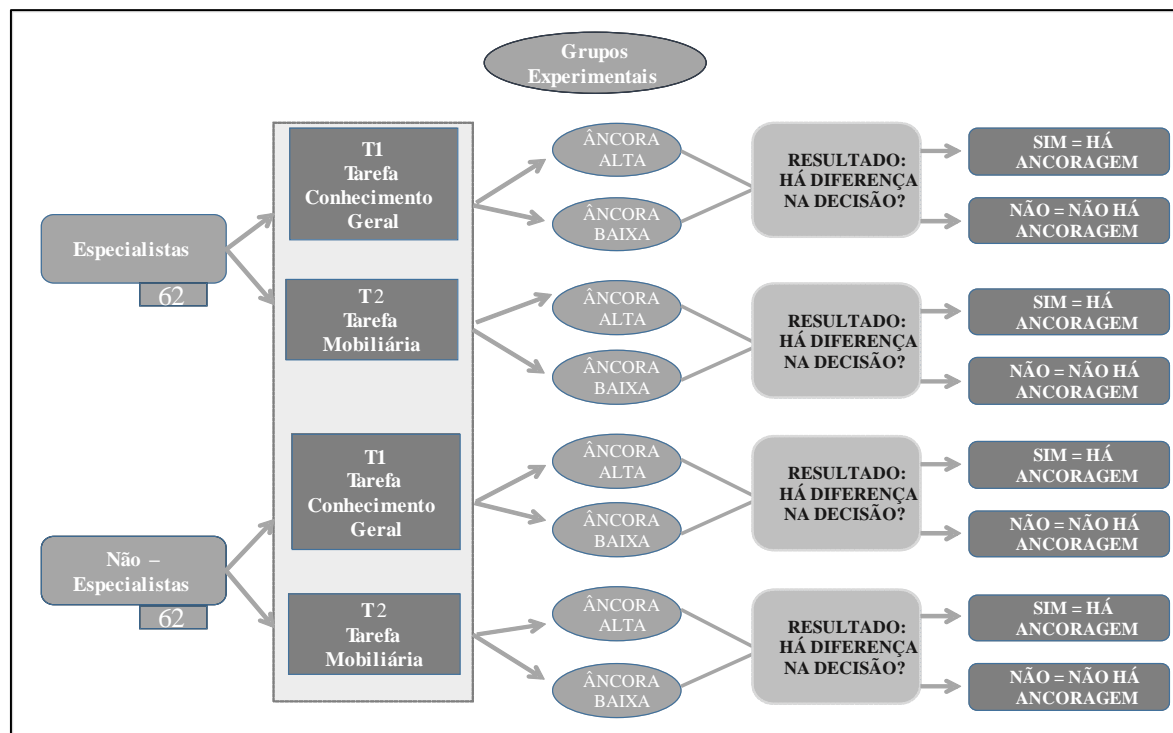 Grupos
Experimentais
Especialistas
62
T1
Tarefa
Conhecimento
Geral
ÂNCORA
ALTA
ÂNCORA
BAIXA
RESULTADO:
HÁ DIFERENÇA
NA DECISÃO?
SIM = HÁ
ANCORAGEM
NÃO = NÃO HÁ
ANCORAGEM
T2
Tarefa
Mobiliária
ÂNCORA
ALTA
ÂNCORA
BAIXA
RESULTADO:
HÁ DIFERENÇA
NA DECISÃO?
SIM = HÁ
ANCORAGEM
NÃO = NÃO HÁ
ANCORAGEM
Não –
Especialistas
62
T1
Tarefa
Conhecimento
Geral
ÂNCORA
ALTA
ÂNCORA
BAIXA
RESULTADO:
HÁ DIFERENÇA
NA DECISÃO?
SIM = HÁ
ANCORAGEM
NÃO = NÃO HÁ
ANCORAGEM
T2
Tarefa
Mobiliária
ÂNCORA
ALTA
ÂNCORA
BAIXA
RESULTADO:
HÁ DIFERENÇA
NA DECISÃO?
SIM = HÁ
ANCORAGEM
NÃO = NÃO HÁ
ANCORAGEM